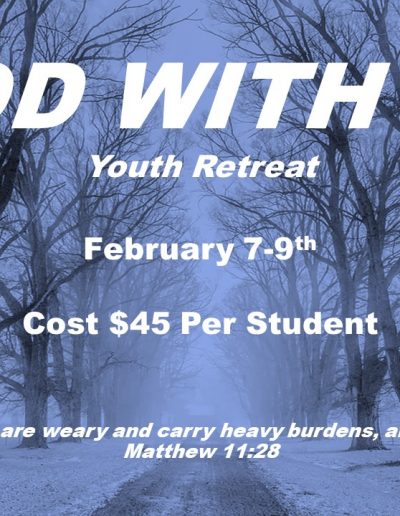 OD WITH
Youth Retreat
February 7-9th
Cost $45 Per Student
are weary and carry heavy burdens,
Matthew 11:28